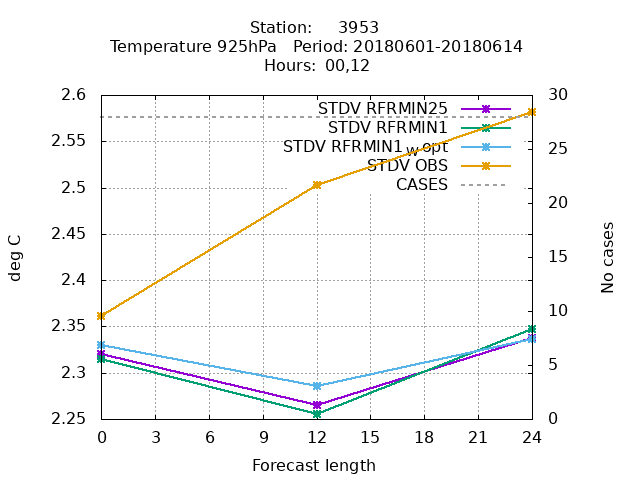 Station: 3953
Temperature 925hPa Period: 20180601-20180614
Hours: 00,12
2.6
2.55
2.5
2.45
2.4
2.35
2.3
2.25
deg C
30
25
20
15
10
5
0
No cases
STDV RFRMIN25
STDV RFRMIN1
STDV RFRMIN1wopt
STDV OBS
CASES
0 3 6 9 12 15 18 21 24
Forecast length